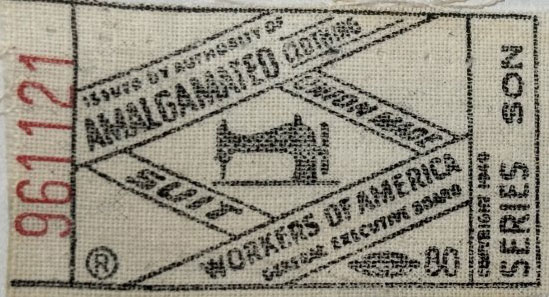 961121
ISSUED BY AUTHORITY OF
AMALGAMATED CLOTHING
UNION MADE
SUIT
WORKERS OF AMERICA
GENERAL EXECUTIVE BOARD
®
80
COPYRIGHT 1949
SERIES SON